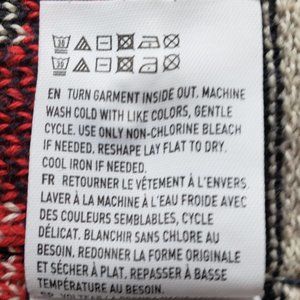 EN TURN GARMENT INSIDE OUT. MACHINE
WASH COLD WITH LIKE COLORS, GENTLE
CYCLE. USE ONLY NON-CHLORINE BLEACH
IF NEEDED. RESHAPE LAY FLAT TO DRY.
COOL IRON IF NEEDED.
FR RETOURNER LE VÊTEMENT À L'ENVERS.
LAVER À LA MACHINE À L'EAU FROIDE AVEC
DES COULEURS SEMBLABLES, CYCLE
DÉLICAT. BLANCHIR SANS CHLORE AU
BESOIN. REDONNER LA FORME ORIGINALE
ET SÉCHER À PLAT. REPASSER À BASSE
TEMPÉRATURE AU BESOIN.